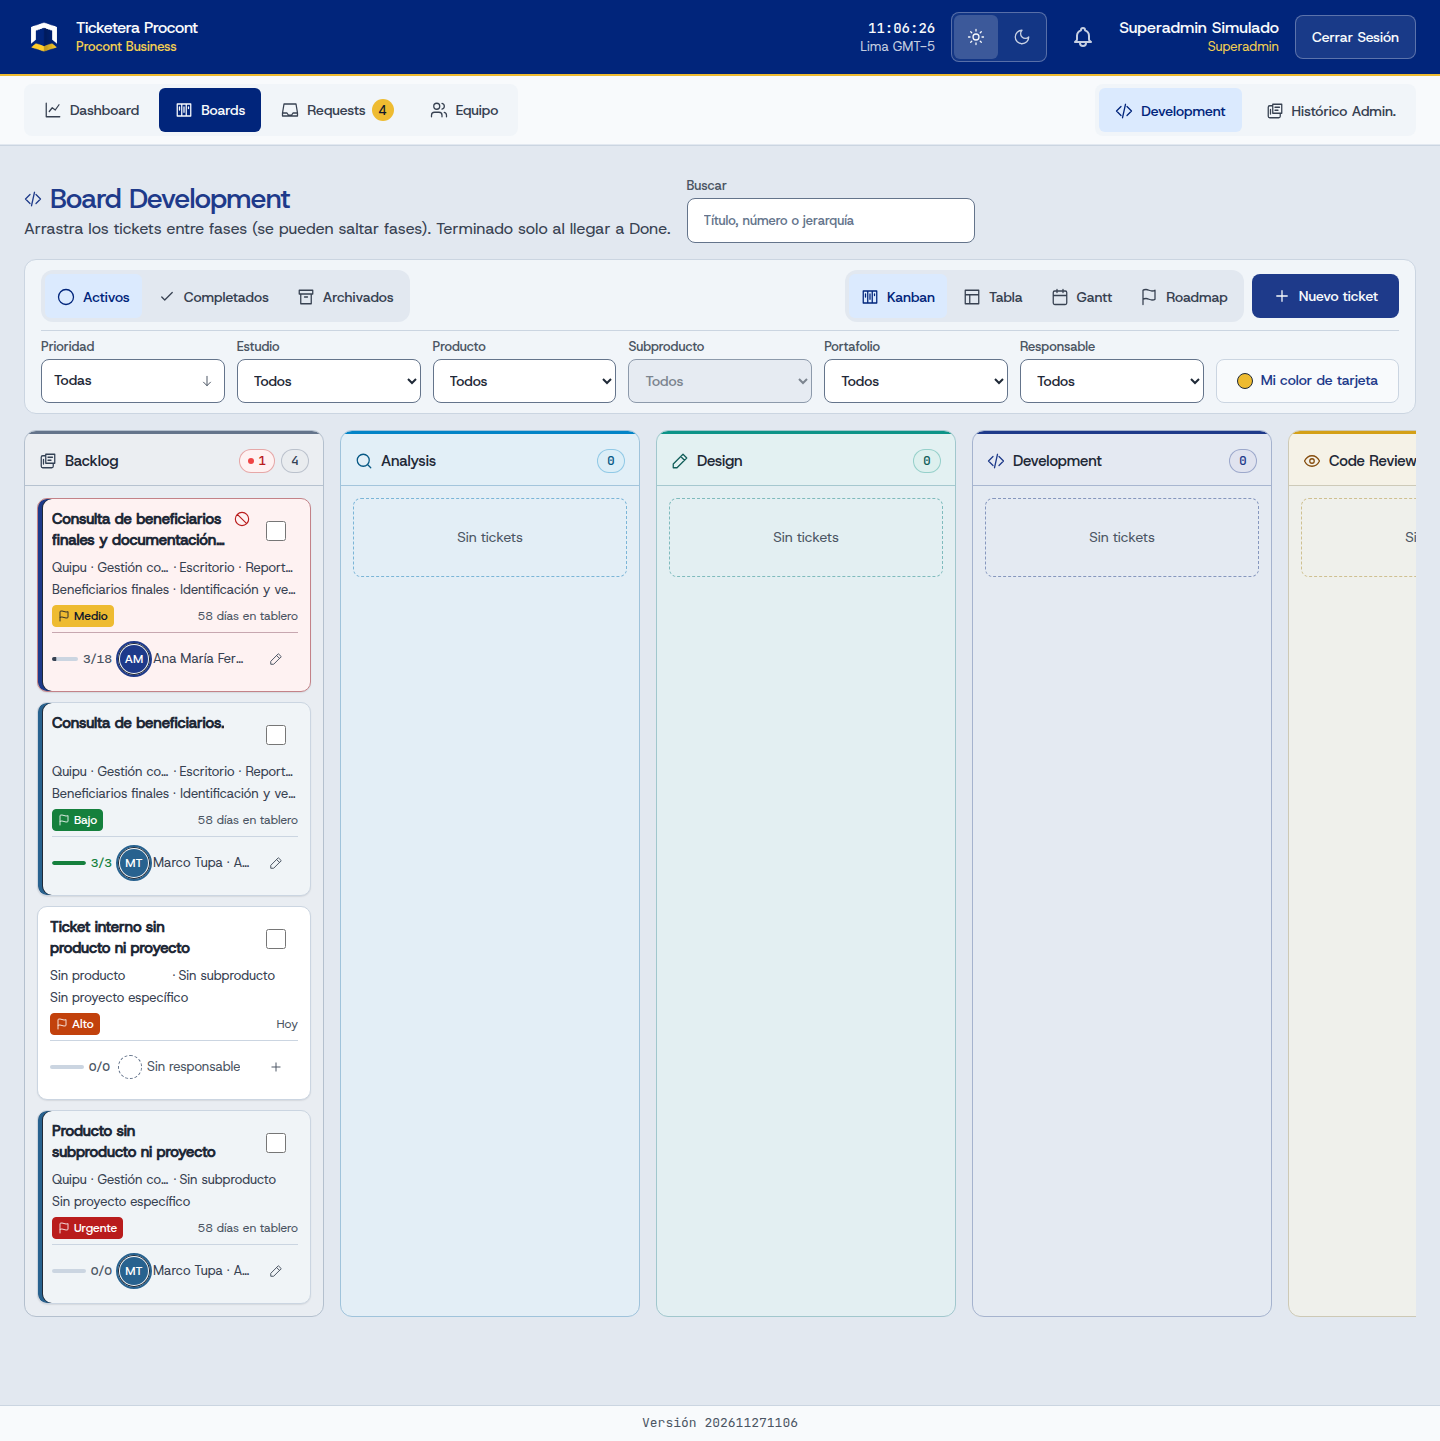 Ticketera Procont
Procont Business
11:06:26
Lima GMT-5
Superadmin Simulado
Superadmin
Cerrar Sesión
Dashboard
Boards
Requests 4
Equipo
Development
Histórico Admin.
Board Development
Arrastra los tickets entre fases (se pueden saltar fases). Terminado solo al llegar a Done.
Buscar
Título, número o jerarquía
Activos
Completados
Archivados
Kanban
Tabla
Gantt
Roadmap
Nuevo ticket
Prioridad
Todas
Estudio
Todos
Producto
Todos
Subproducto
Todos
Portafolio
Todos
Responsable
Todos
Mi color de tarjeta
Backlog
1
4
Consulta de beneficiarios
finales y documentación…
Quipu · Gestión co… · Escritorio · Report…
Beneficiarios finales · Identificación y ve…
Medio
58 días en tablero
3/18
AM
Ana María Fer…
Consulta de beneficiarios.
Quipu · Gestión co… · Escritorio · Report…
Beneficiarios finales · Identificación y ve…
Bajo
58 días en tablero
3/3
MT
Marco Tupa · A…
Ticket interno sin
producto ni proyecto
Sin producto · Sin subproducto
Sin proyecto específico
Alto
Hoy
0/0
Sin responsable
Producto sin
subproducto ni proyecto
Quipu · Gestión co… · Sin subproducto
Sin proyecto específico
Urgente
58 días en tablero
0/0
MT
Marco Tupa · A…
Analysis
0
Sin tickets
Design
0
Sin tickets
Development
0
Sin tickets
Code Review
Si
Versión 202611271106